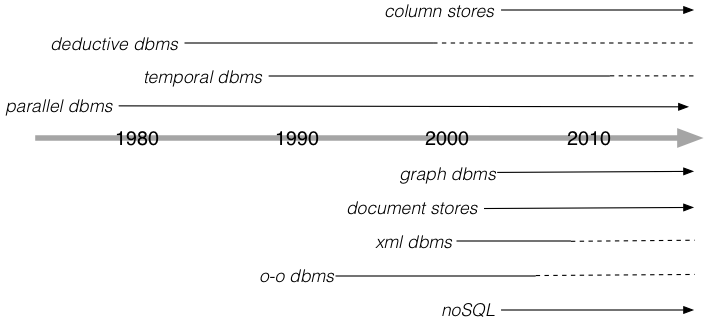 column stores
deductive dbms
temporal dbms
parallel dbms
1980 1990 2000 2010
graph dbms
document stores
xml dbms
o-o dbms
noSQL